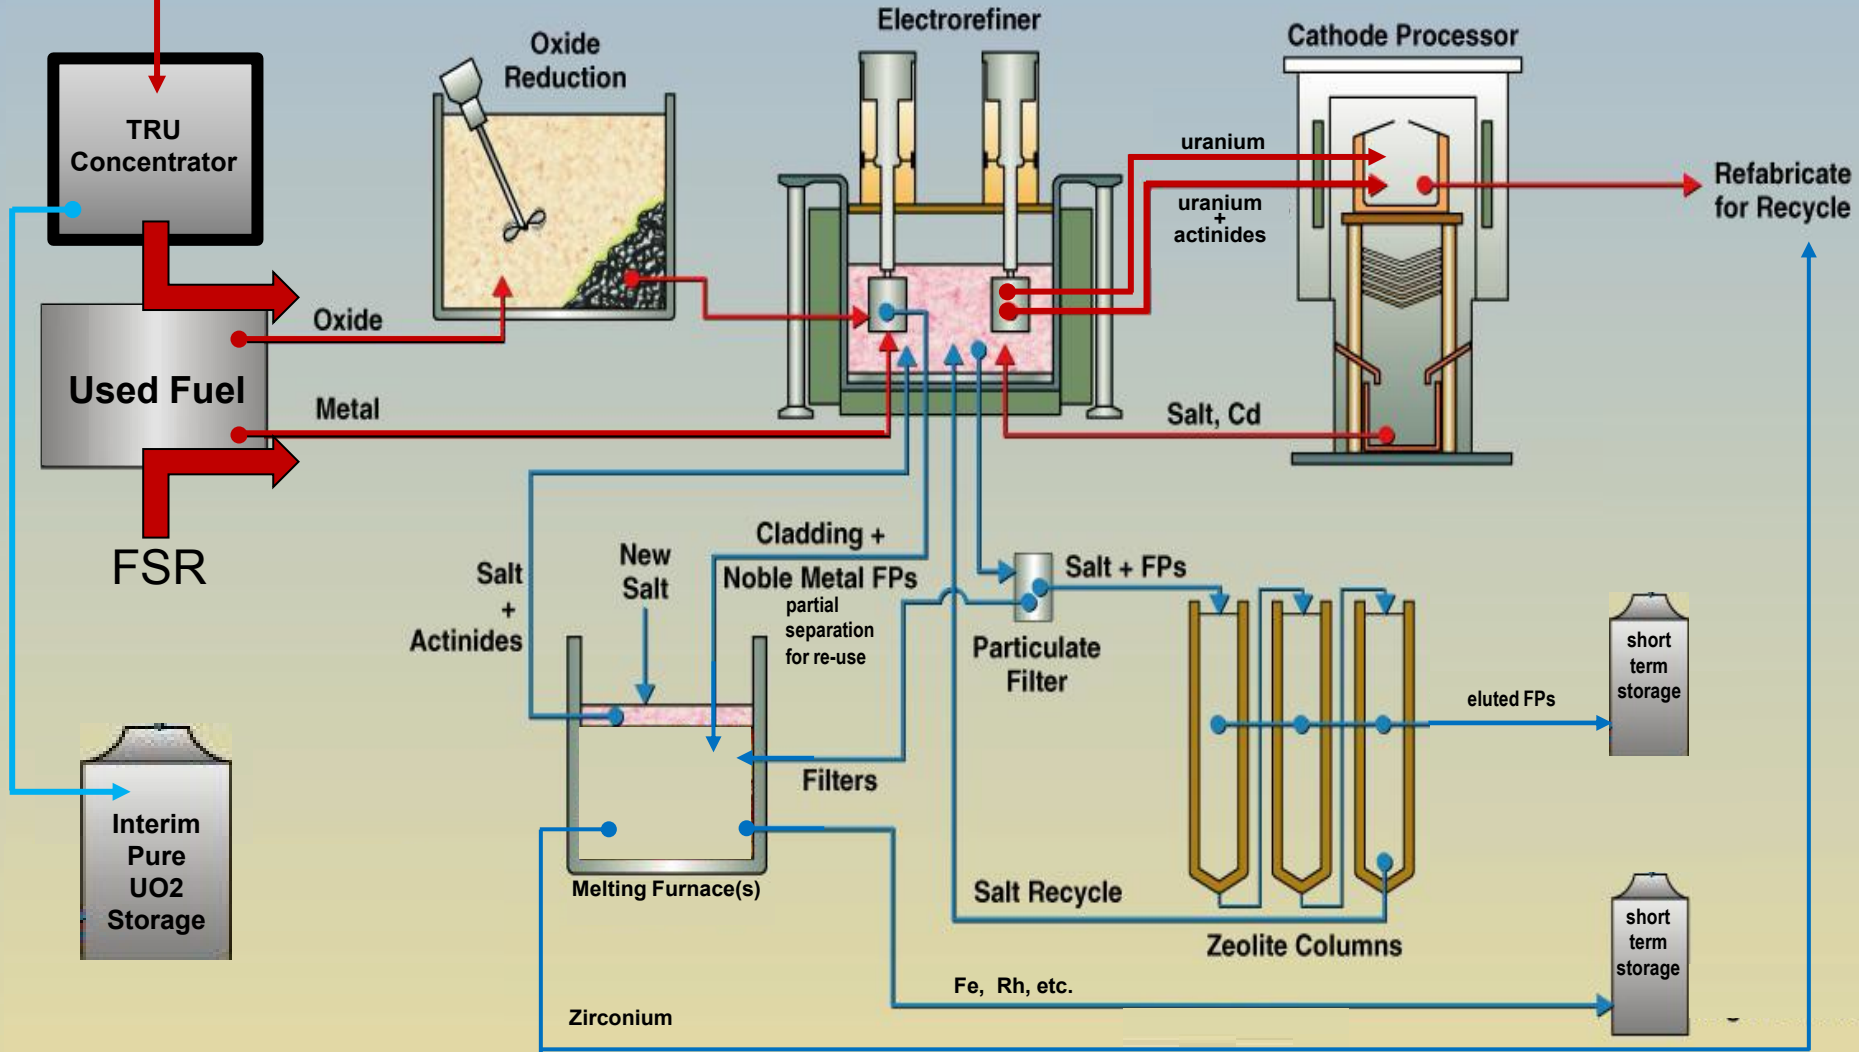 Electrorefiner
Cathode Processor
Oxide
Reduction
TRU
Concentrator
uranium
uranium
+
actinides
Refabricate
for Recycle
Oxide
Used Fuel
Metal
Salt, Cd
FSR
Cladding +
Noble Metal FPs
partial
separation
for re-use
New
Salt
Salt
+
Actinides
Salt + FPs
Particulate
Filter
short
term
storage
eluted FPs
Filters
Interim
Pure
UO2
Storage
Melting Furnace(s)
Salt Recycle
Zeolite Columns
short
term
storage
Fe, Rh, etc.
Zirconium